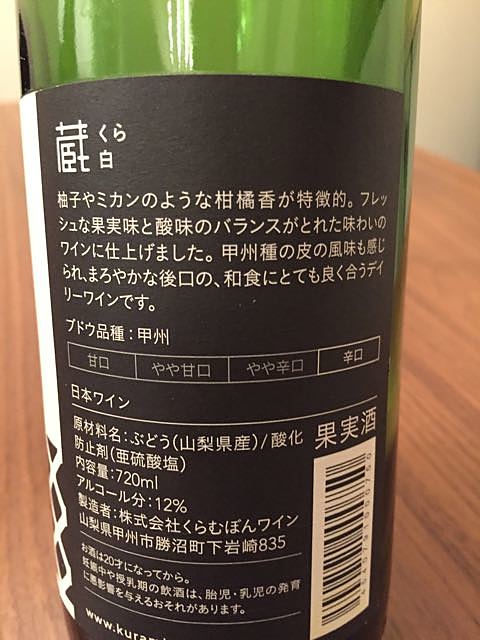 蔵 くら
白
柚子やミカンのような柑橘香が特徴的。フレッ
シュな果実味と酸味のバランスがとれた味わいの
ワインに仕上げました。甲州種の皮の風味も感じ
られ、まろやかな後口の、和食にとても良く合うデイ
リーワインです。
ブドウ品種：甲州
甘口 やや甘口 やや辛口 辛口
日本ワイン
原材料名：ぶどう(山梨県産)/酸化
防止剤(亜硫酸塩)
内容量：720ml
アルコール分：12%
製造者：株式会社くらむぼんワイン
山梨県甲州市勝沼町下岩崎835
果実酒
お酒は20才になってから。
妊娠中や授乳期の飲酒は、胎児・乳児の発育
に悪影響を与えるおそれがあります。